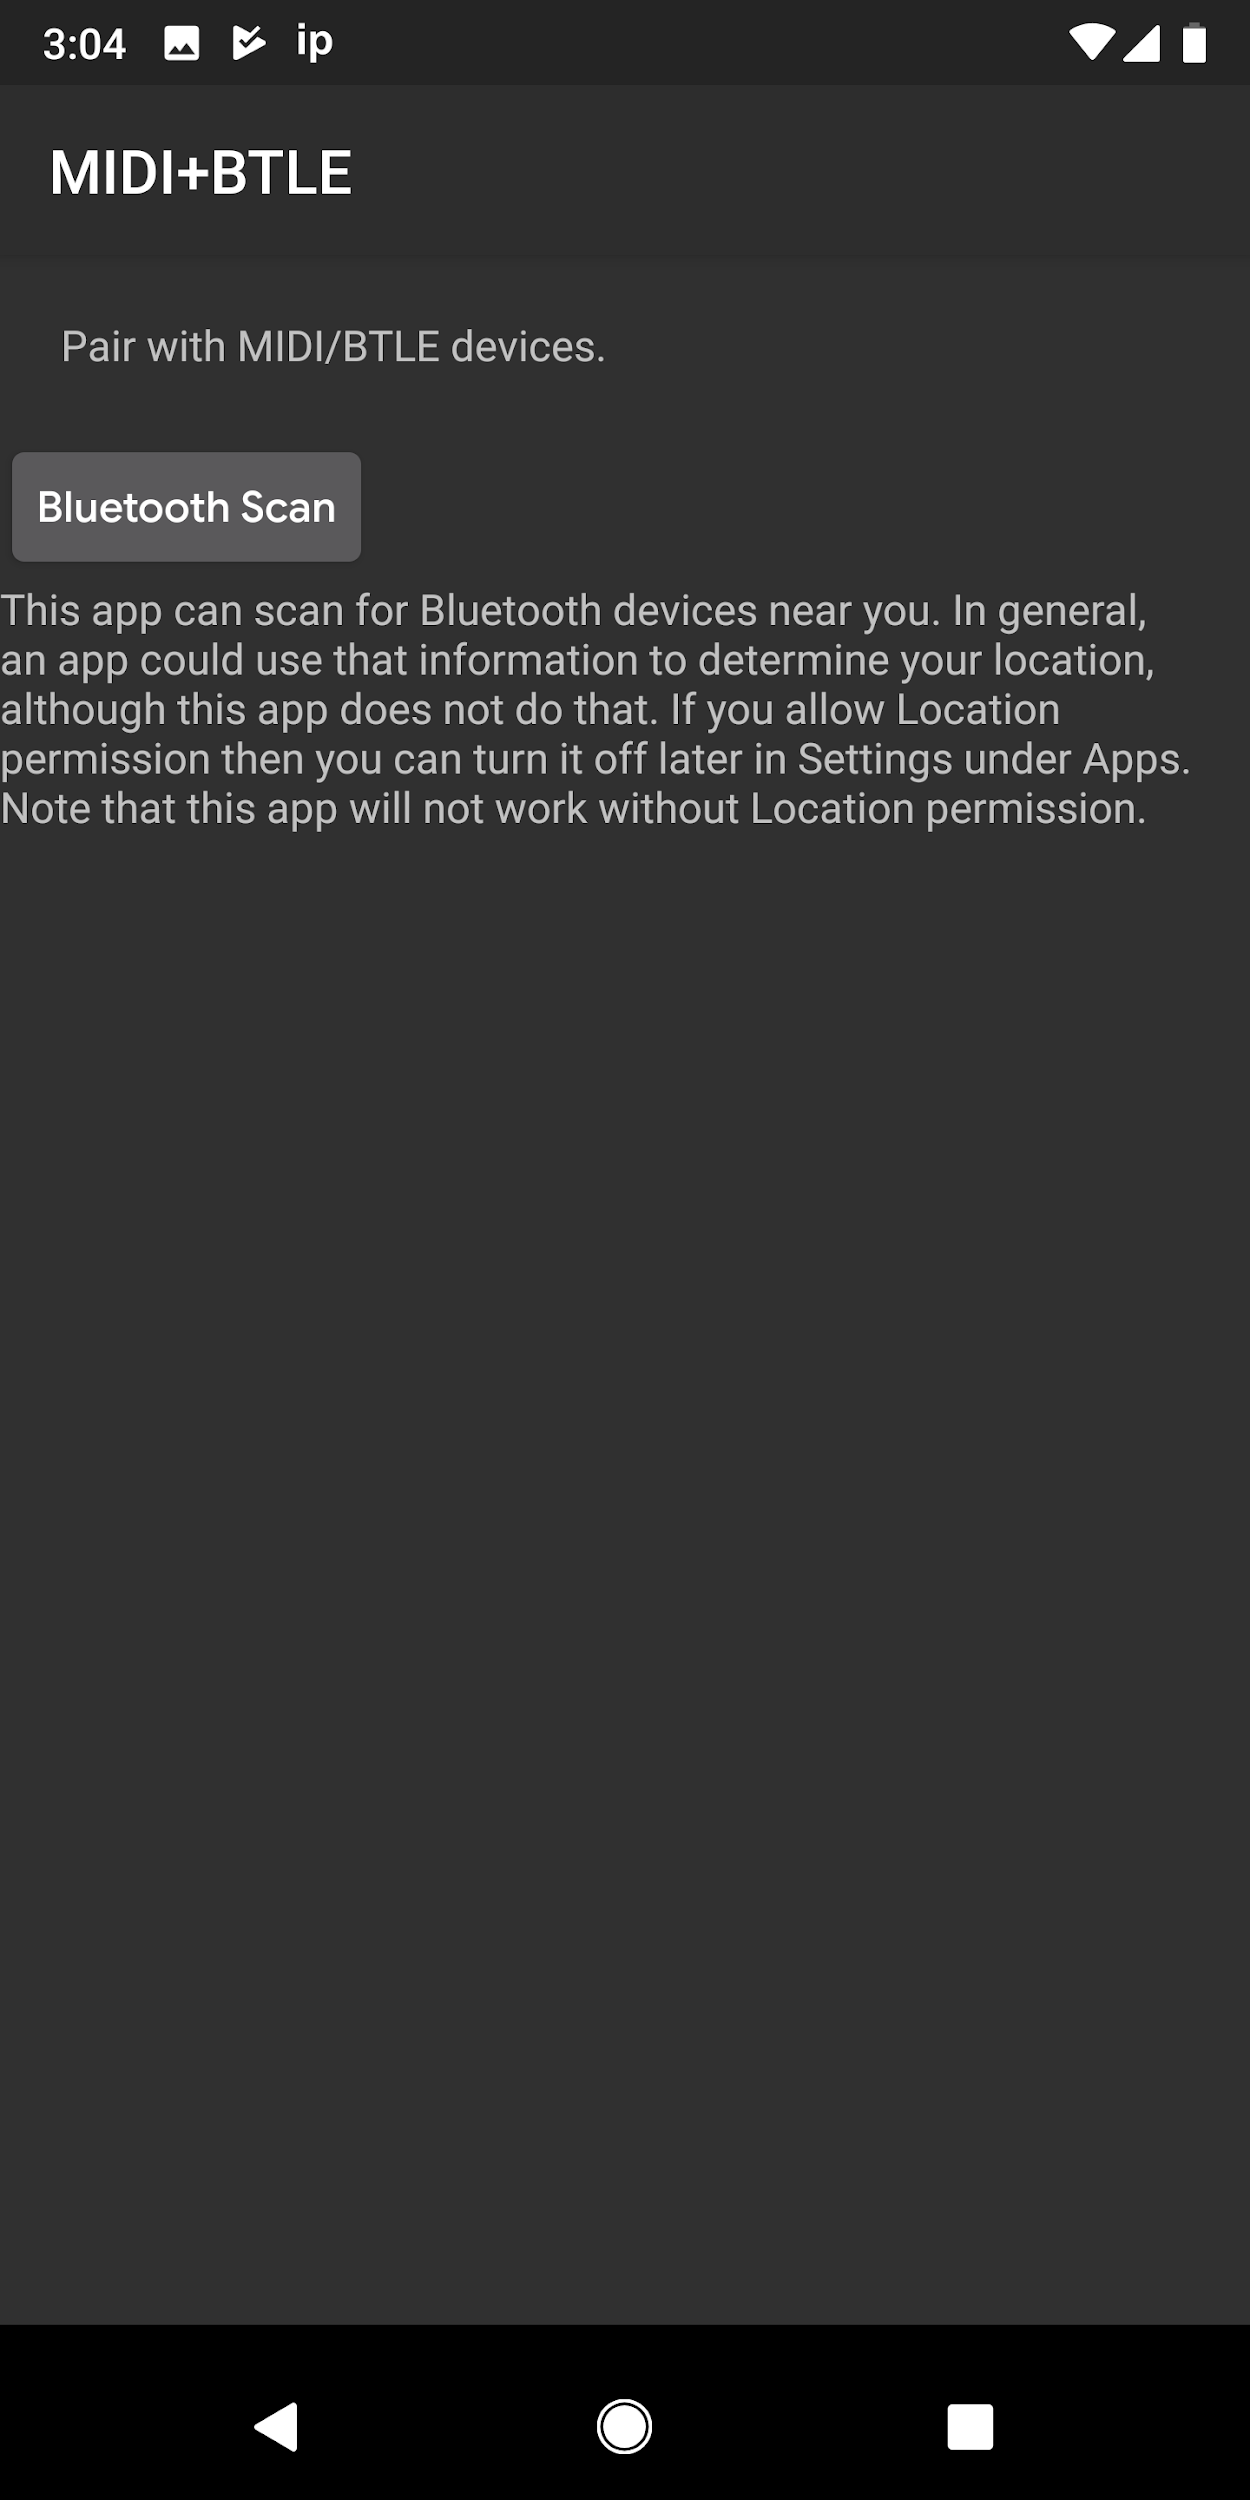 3:04 ip
MIDI+BTLE
Pair with MIDI/BTLE devices.
Bluetooth Scan
This app can scan for Bluetooth devices near you. In general,
an app could use that information to determine your location,
although this app does not do that. If you allow Location
permission then you can turn it off later in Settings under Apps.
Note that this app will not work without Location permission.